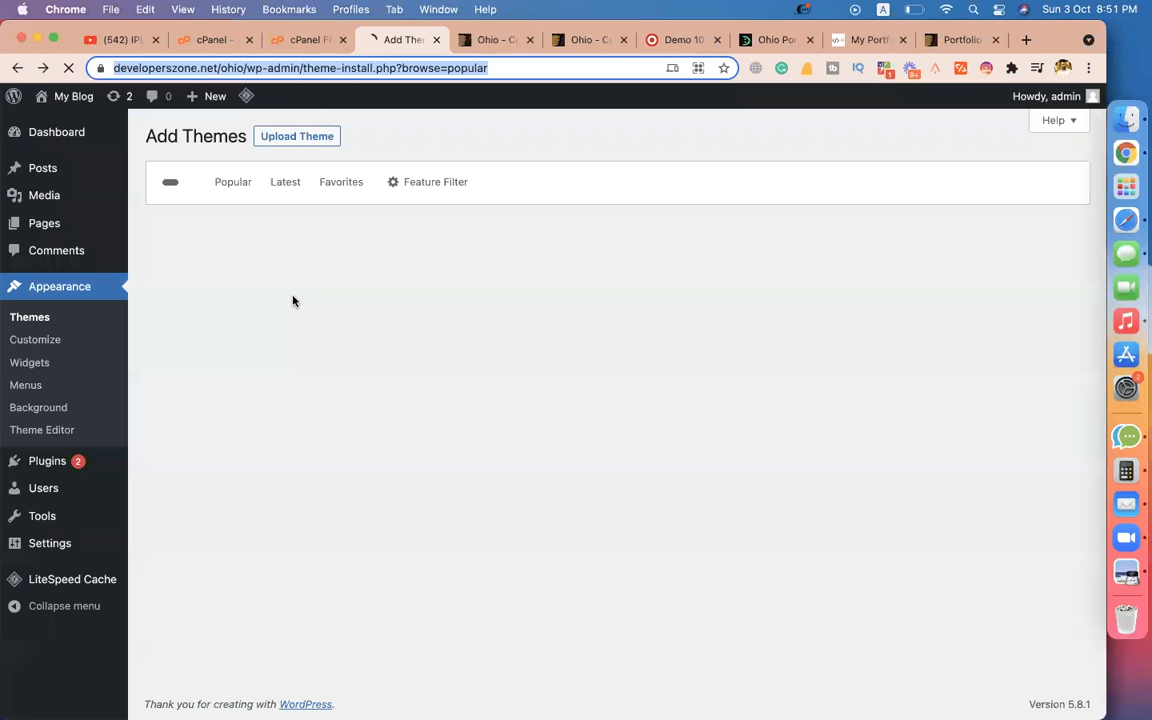 Chrome File Edit View History Bookmarks Profiles Tab Window Help
A
Sun 3 Oct 8:51 PM
(542) IPL
cPanel -
cPanel Fi
Add The
Ohio - C
Ohio - C
Demo 10
Ohio Por
My Portf
Portfolio
developerszone.net/ohio/wp-admin/theme-install.php?browse=popular
My Blog 2 0 New
Howdy, admin
Dashboard
Posts
Media
Pages
Comments
Appearance
Themes
Customize
Widgets
Menus
Background
Theme Editor
Plugins 2
Users
Tools
Settings
LiteSpeed Cache
Collapse menu
Add Themes Upload Theme
Help
Popular Latest Favorites Feature Filter
Thank you for creating with WordPress.
Version 5.8.1